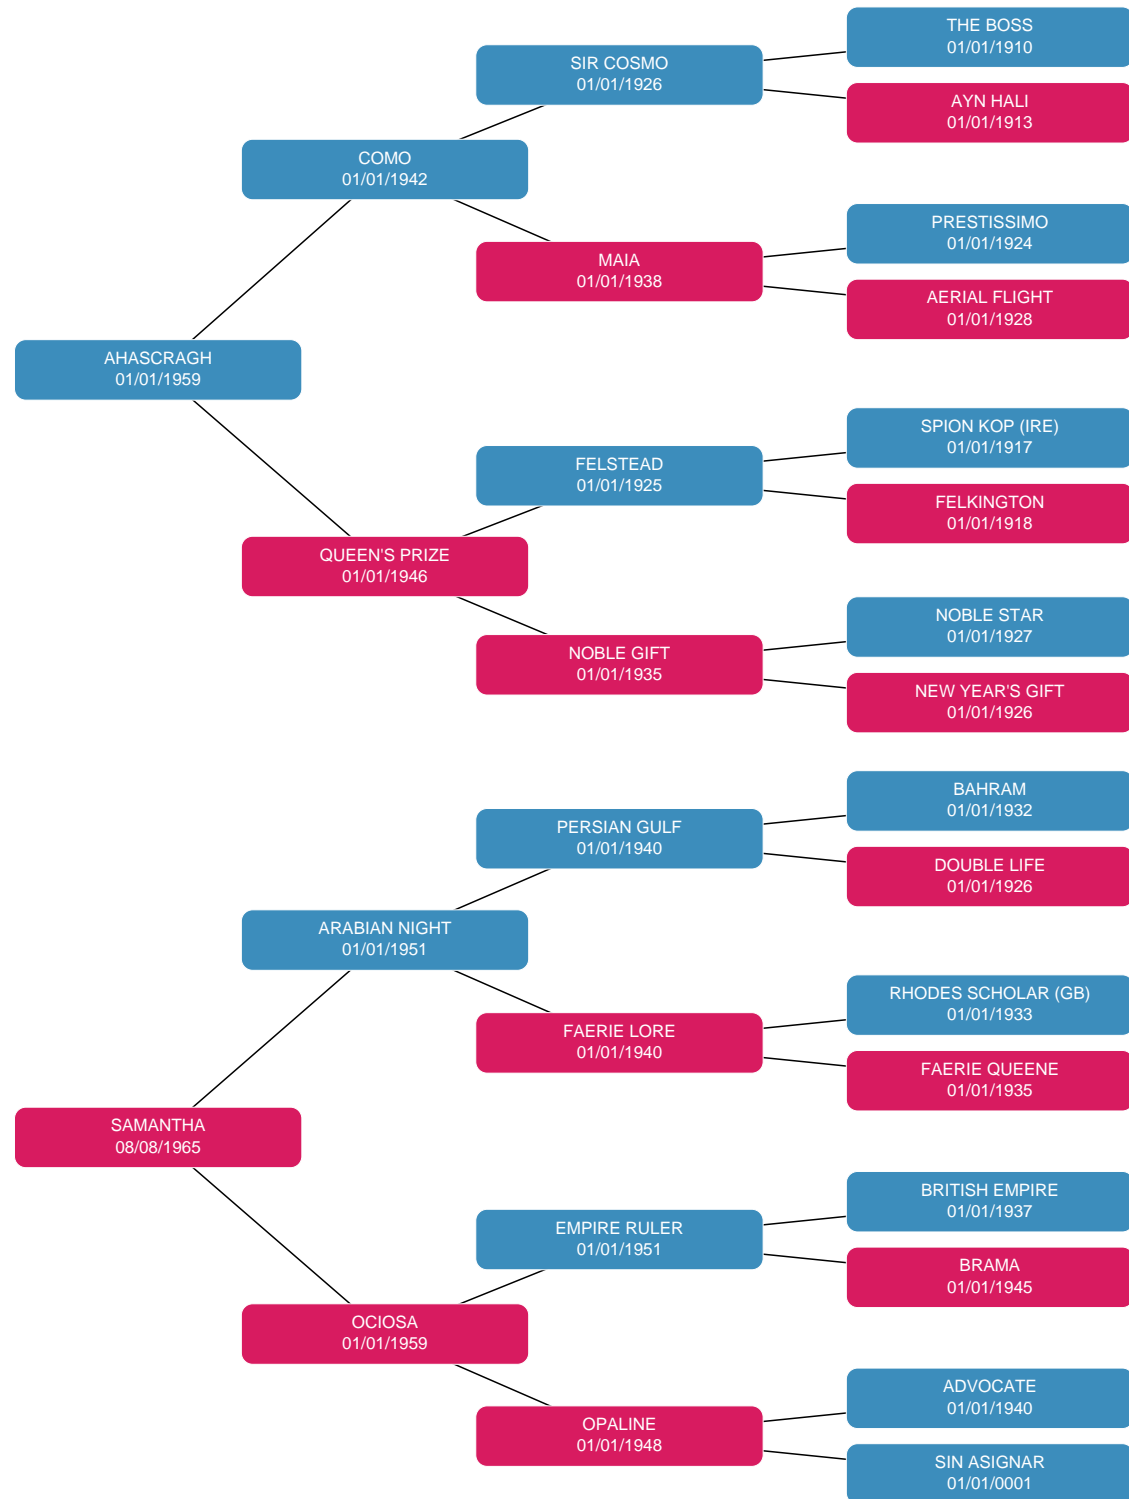 THE BOSS
01/01/1910
SIR COSMO
01/01/1926
AYN HALI
01/01/1913
COMO
01/01/1942
PRESTISSIMO
01/01/1924
MAIA
01/01/1938
AERIAL FLIGHT
01/01/1928
AHASCRAGH
01/01/1959
SPION KOP (IRE)
01/01/1917
FELSTEAD
01/01/1925
FELKINGTON
01/01/1918
QUEEN'S PRIZE
01/01/1946
NOBLE STAR
01/01/1927
NOBLE GIFT
01/01/1935
NEW YEAR'S GIFT
01/01/1926
BAHRAM
01/01/1932
PERSIAN GULF
01/01/1940
DOUBLE LIFE
01/01/1926
ARABIAN NIGHT
01/01/1951
RHODES SCHOLAR (GB)
01/01/1933
FAERIE LORE
01/01/1940
FAERIE QUEENE
01/01/1935
SAMANTHA
08/08/1965
BRITISH EMPIRE
01/01/1937
EMPIRE RULER
01/01/1951
BRAMA
01/01/1945
OCIOSA
01/01/1959
ADVOCATE
01/01/1940
OPALINE
01/01/1948
SIN ASIGNAR
01/01/0001